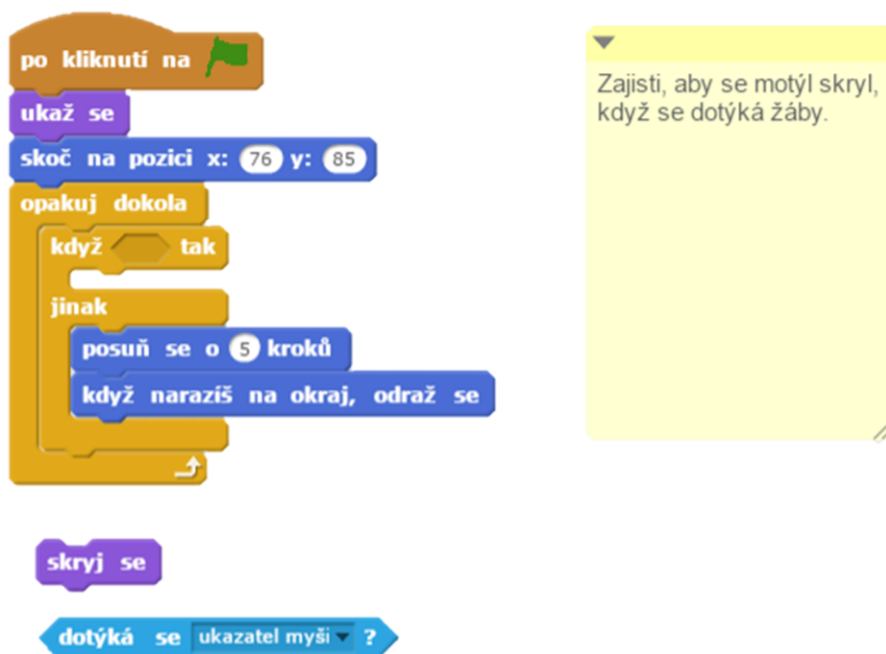 po kliknutí na
ukaž se
skoč na pozici x: 76 y: 85
opakuj dokola
když tak
jinak
posuň se o 5 kroků
když narazíš na okraj, odraž se
skryj se
dotýká se ukazatel myši ?
Zajisti, aby se motýl skryl,
když se dotýká žáby.